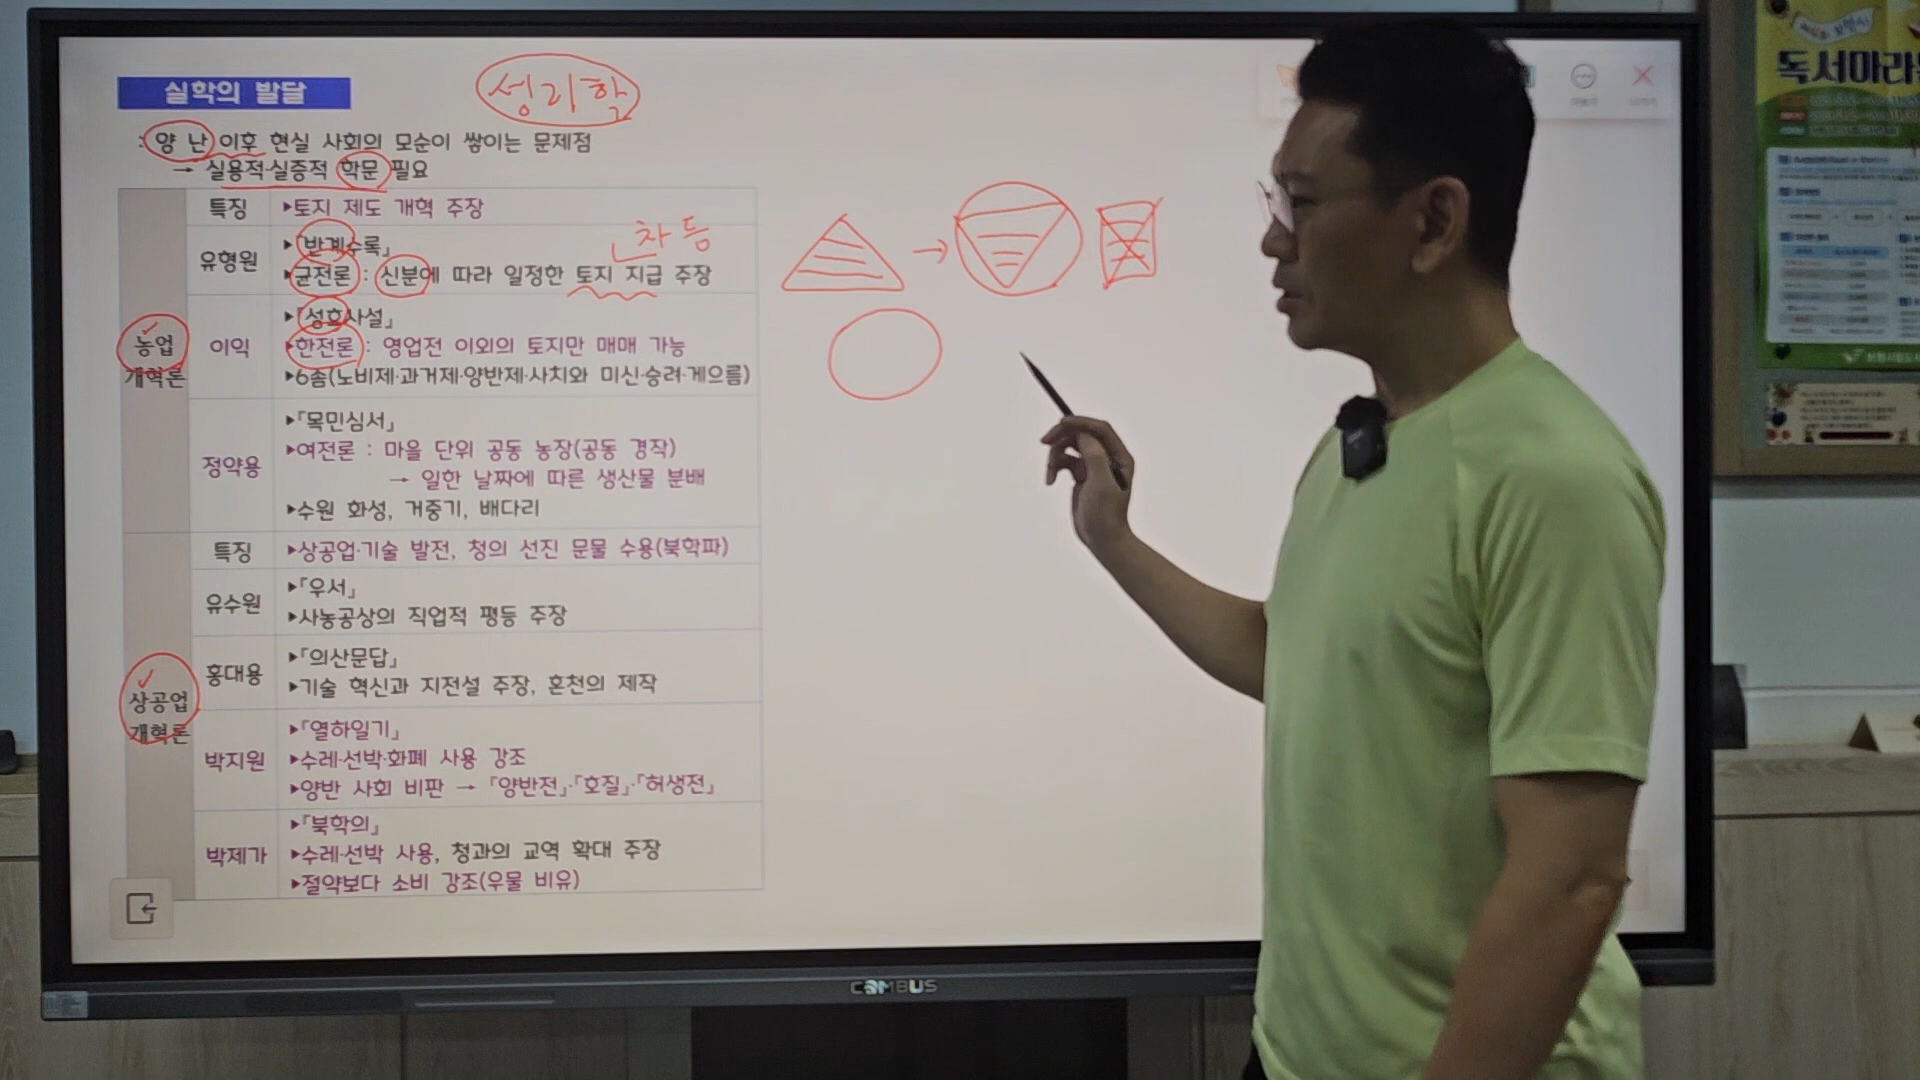 실학의 발달
성리학
: 양 난 이후 현실 사회의 모순이 쌓이는 문제점
→ 실용적·실증적 학문 필요
농업
개혁론
특징
▸토지 제도 개혁 주장
유형원
▸「반계수록」
차등
▸균전론 : 신분에 따라 일정한 토지 지급 주장
이익
▸「성호사설」
▸한전론 : 영업전 이외의 토지만 매매 가능
▸6좀(노비제·과거제·양반제·사치와 미신·승려·게으름)
정약용
▸「목민심서」
▸여전론 : 마을 단위 공동 농장(공동 경작)
→ 일한 날짜에 따른 생산물 분배
▸수원 화성, 거중기, 배다리
상공업
개혁론
특징
▸상공업·기술 발전, 청의 선진 문물 수용(북학파)
유수원
▸「우서」
▸사농공상의 직업적 평등 주장
홍대용
▸「의산문답」
▸기술 혁신과 지전설 주장, 혼천의 제작
박지원
▸「열하일기」
▸수레·선박·화폐 사용 강조
▸양반 사회 비판 → 「양반전」·「호질」·「허생전」
박제가
▸「북학의」
▸수레·선박 사용, 청과의 교역 확대 주장
▸절약보다 소비 강조(우물 비유)
COMBUS
독서마라